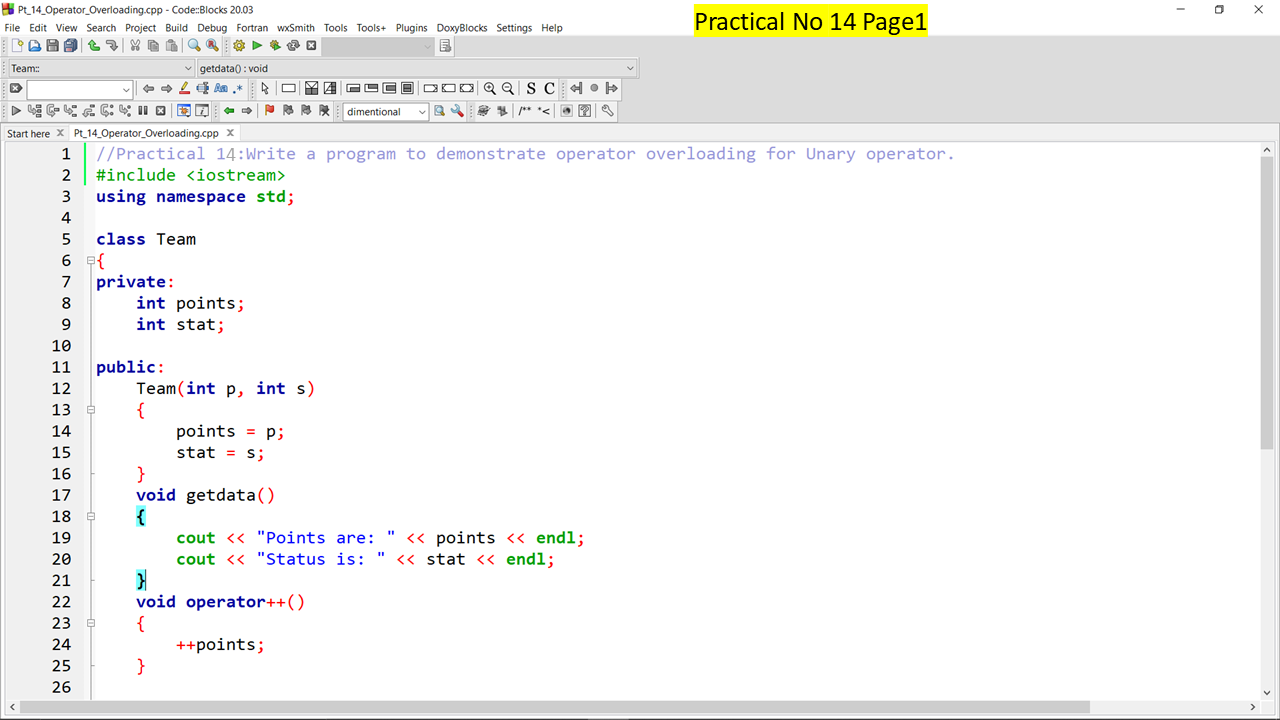 Pt_14_Operator_Overloading.cpp - Code::Blocks 20.03
Practical No 14 Page1
File Edit View Search Project Build Debug Fortran wxSmith Tools Tools+ Plugins DoxyBlocks Settings Help
Team:: getdata() : void
Aa .* S C
dimentional /** *<
Start here X Pt_14_Operator_Overloading.cpp X
1 //Practical 14:Write a program to demonstrate operator overloading for Unary operator.
2 #include <iostream>
3 using namespace std;
4
5 class Team
6 {
7 private:
8     int points;
9     int stat;
10
11 public:
12     Team(int p, int s)
13     {
14         points = p;
15         stat = s;
16     }
17     void getdata()
18     {
19         cout << "Points are: " << points << endl;
20         cout << "Status is: " << stat << endl;
21     }
22     void operator++()
23     {
24         ++points;
25     }
26